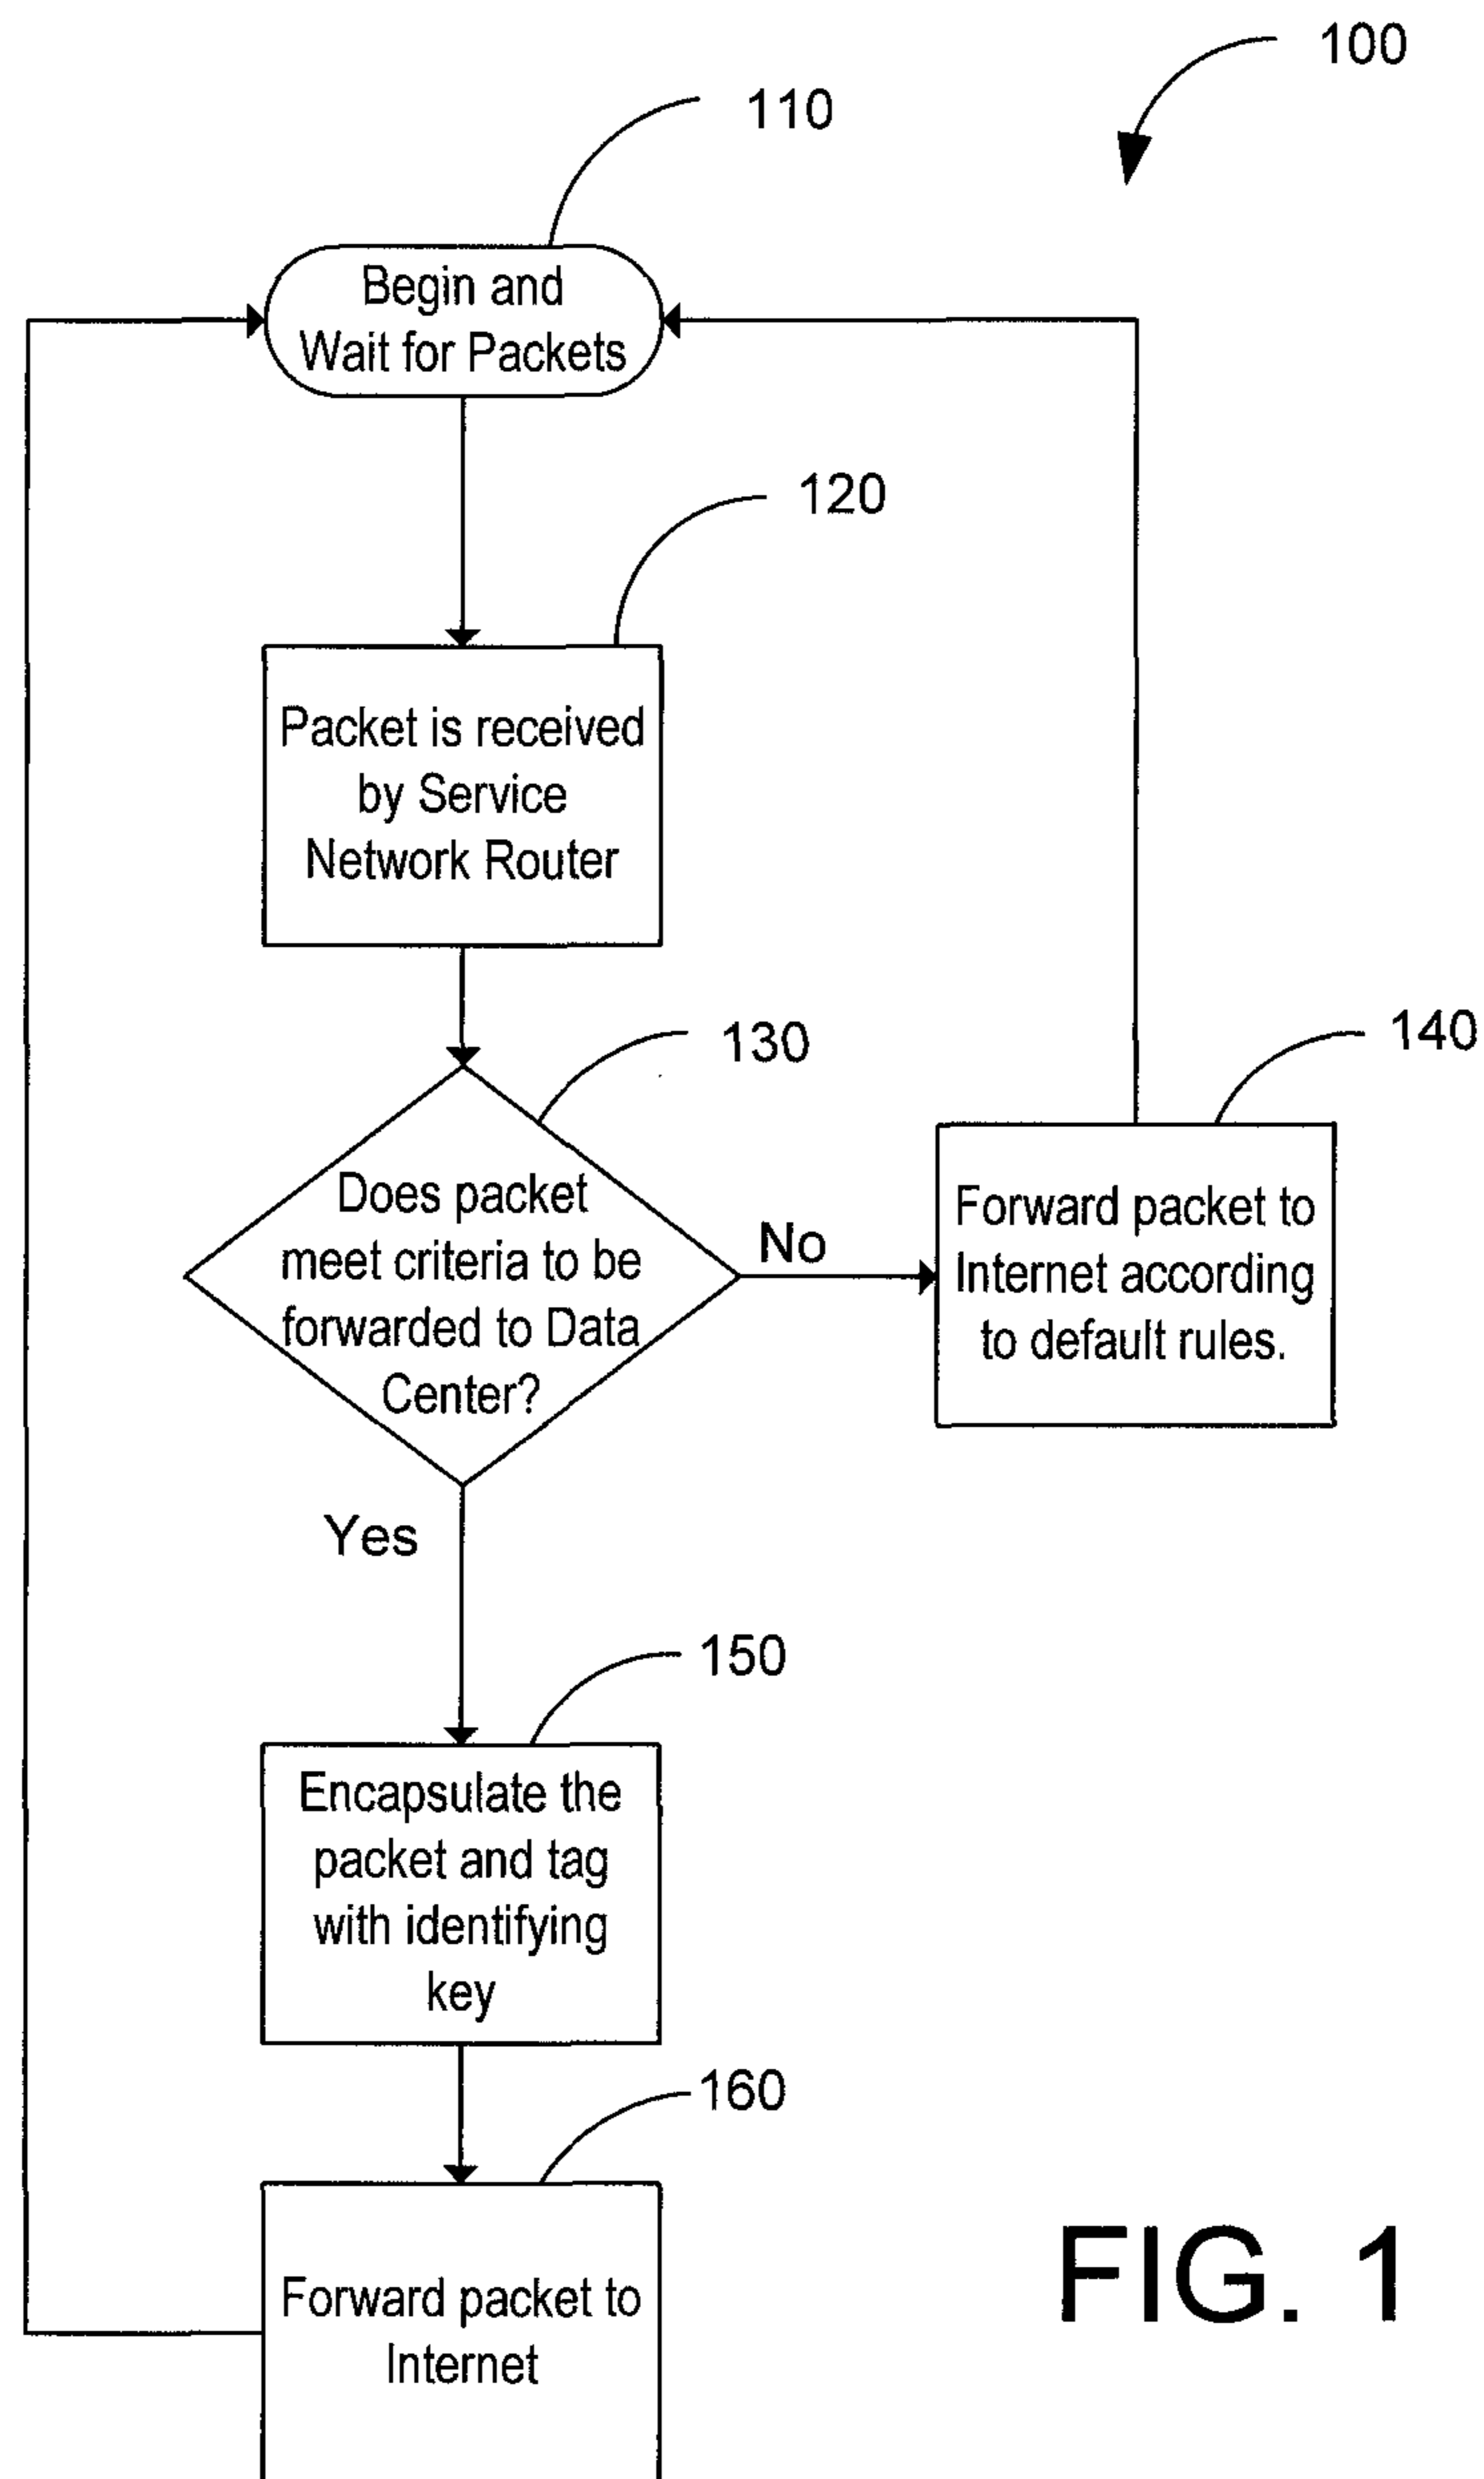 100
110
Begin and
Wait for Packets
120
Packet is received
by Service
Network Router
130
140
Does packet
meet criteria to be
forwarded to Data
Center?
No
Forward packet to
Internet according
to default rules.
Yes
150
Encapsulate the
packet and tag
with identifying
key
160
Forward packet to
Internet
FIG. 1